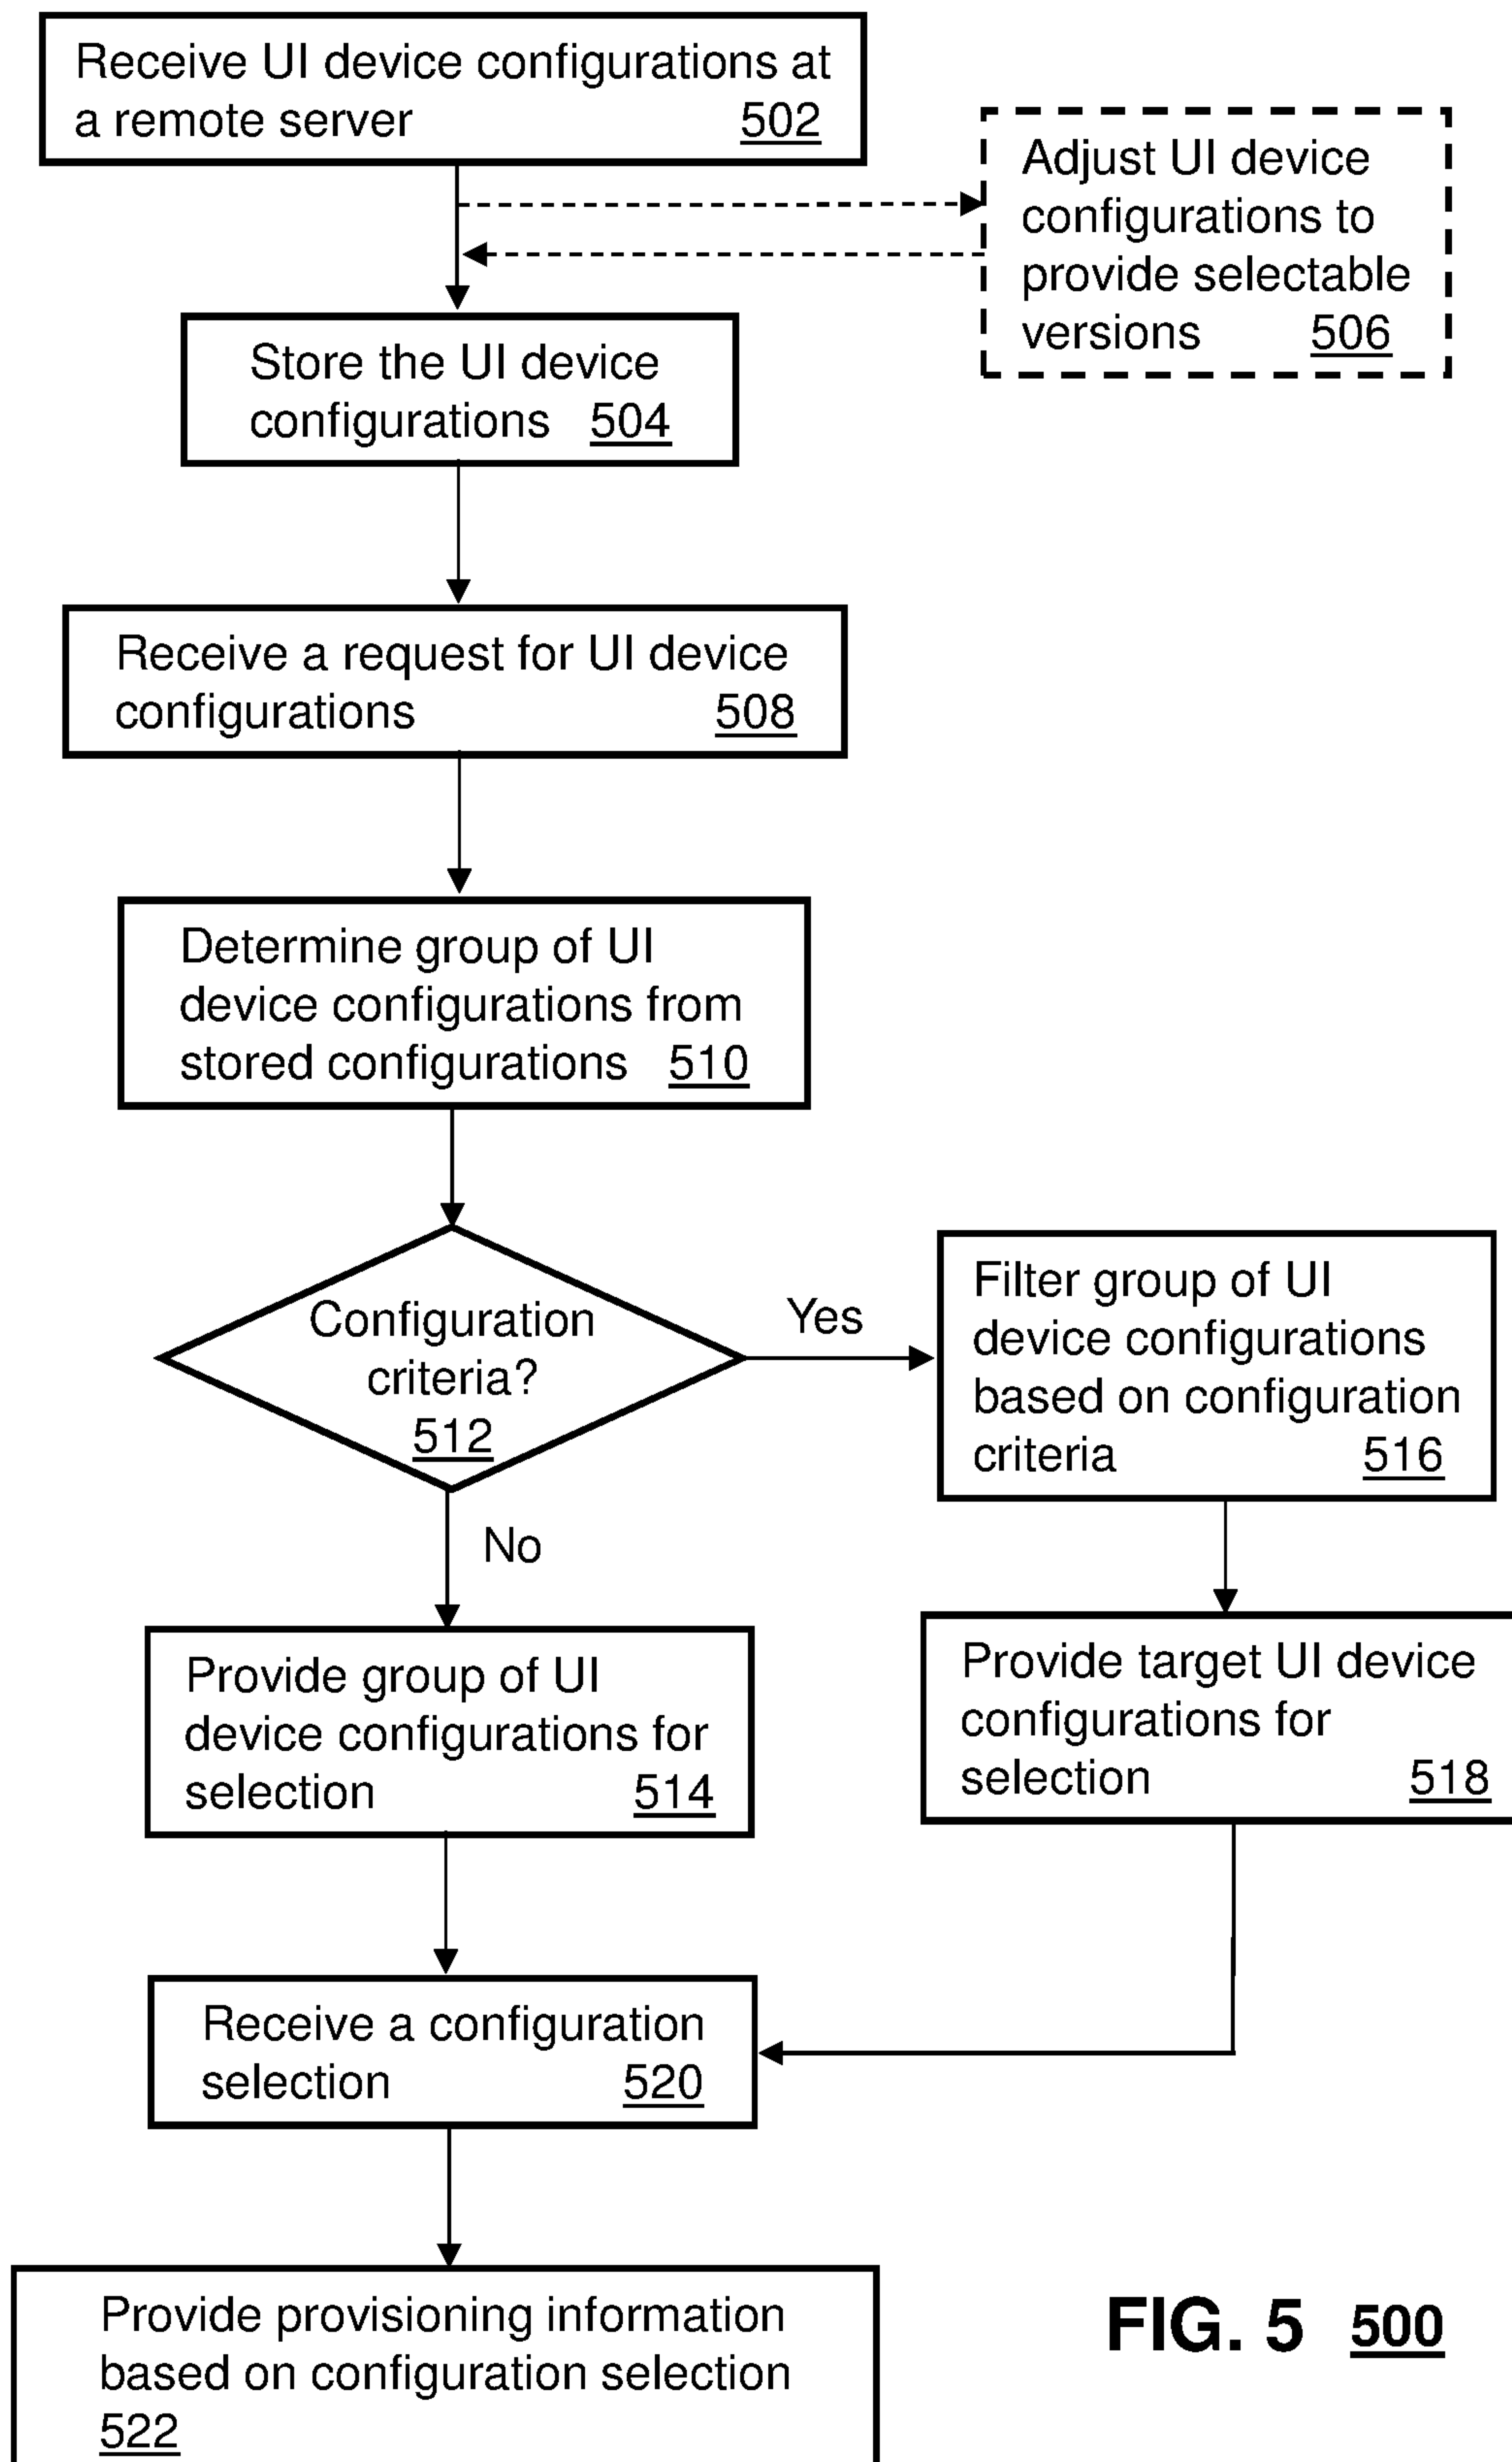 Receive UI device configurations at
a remote server 502
Adjust UI device
configurations to
provide selectable
versions 506
Store the UI device
configurations 504
Receive a request for UI device
configurations 508
Determine group of UI
device configurations from
stored configurations 510
Configuration
criteria?
512
Yes
Filter group of UI
device configurations
based on configuration
criteria 516
No
Provide group of UI
device configurations for
selection 514
Provide target UI device
configurations for
selection 518
Receive a configuration
selection 520
Provide provisioning information
based on configuration selection
522
FIG. 5 500